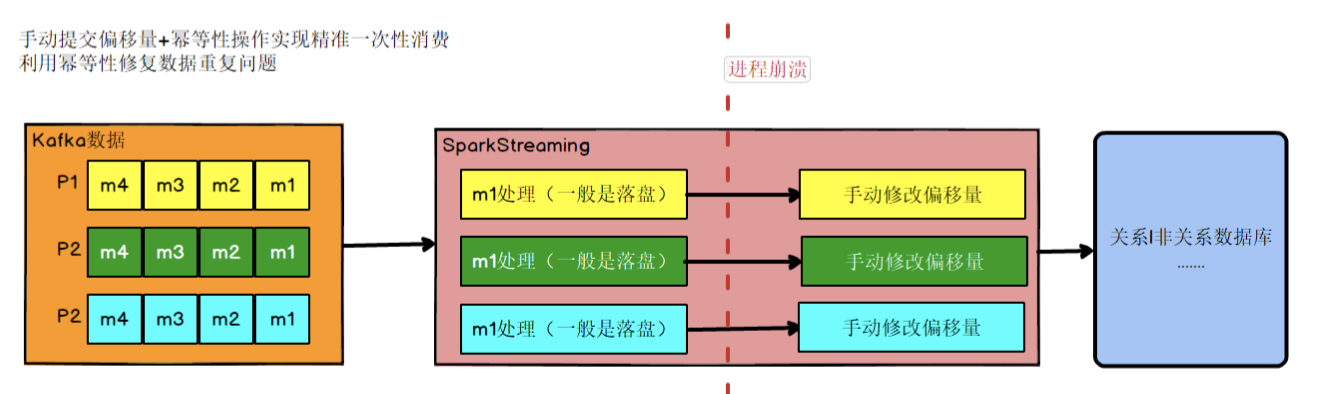 手动提交偏移量+幂等性操作实现精准一次性消费
利用幂等性修复数据重复问题
进程崩溃
Kafka数据
P1 m4 m3 m2 m1
P2 m4 m3 m2 m1
P2 m4 m3 m2 m1
SparkStreaming
m1处理（一般是落盘） 手动修改偏移量
m1处理（一般是落盘） 手动修改偏移量
m1处理（一般是落盘） 手动修改偏移量
关系|非关系数据库
.......